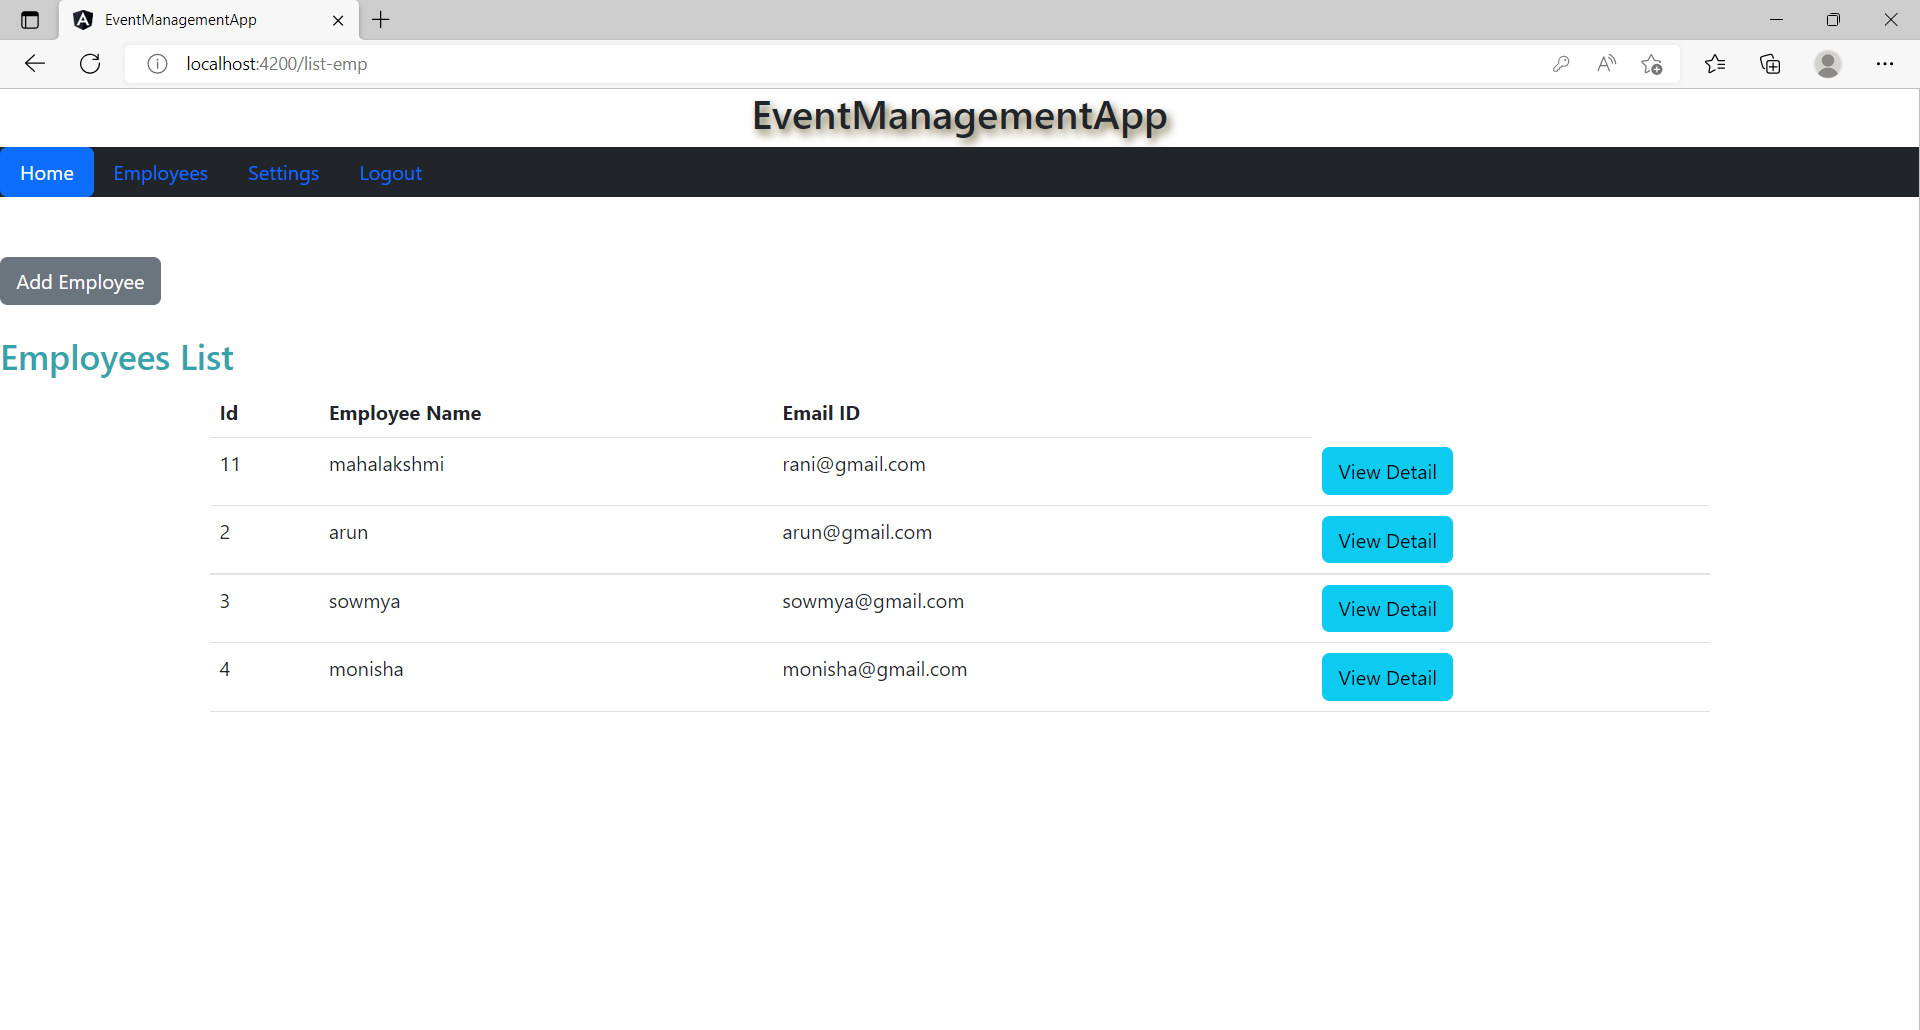 EventManagementApp
localhost:4200/list-emp
EventManagementApp
Home Employees Settings Logout
Add Employee
Employees List
Id Employee Name Email ID
11 mahalakshmi rani@gmail.com View Detail
2 arun arun@gmail.com View Detail
3 sowmya sowmya@gmail.com View Detail
4 monisha monisha@gmail.com View Detail